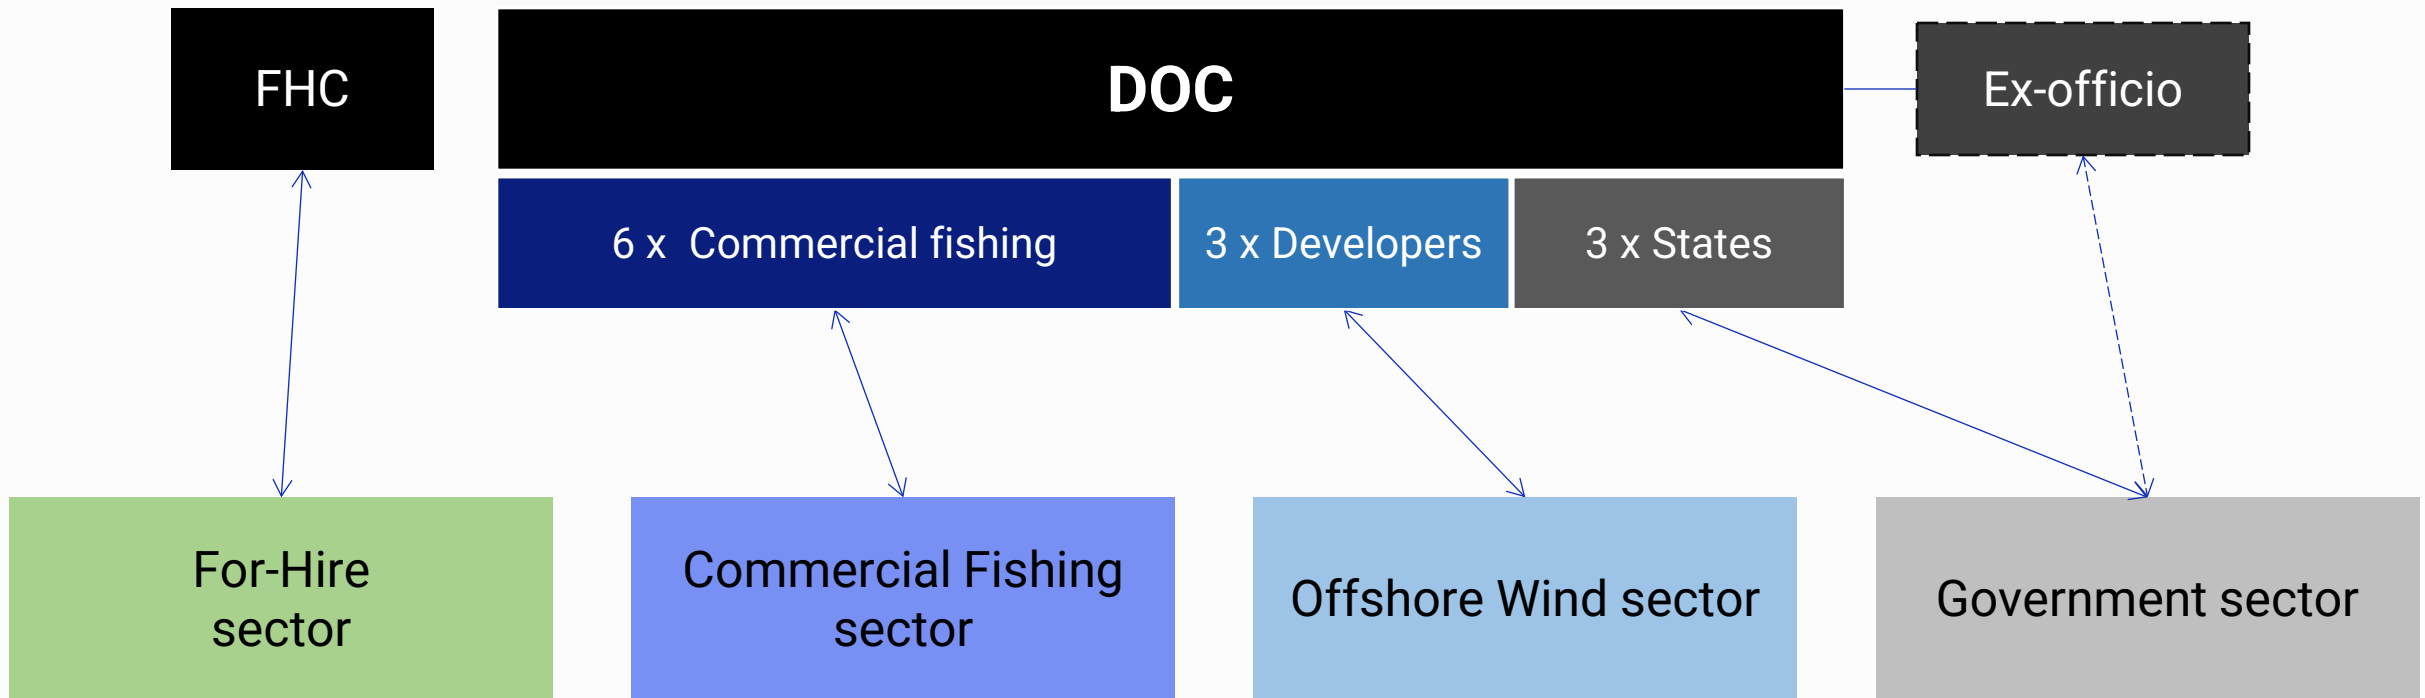 FHC
DOC
Ex-officio
6 x  Commercial fishing
3 x Developers
3 x States
For-Hire
sector
Commercial Fishing
sector
Offshore Wind sector
Government sector